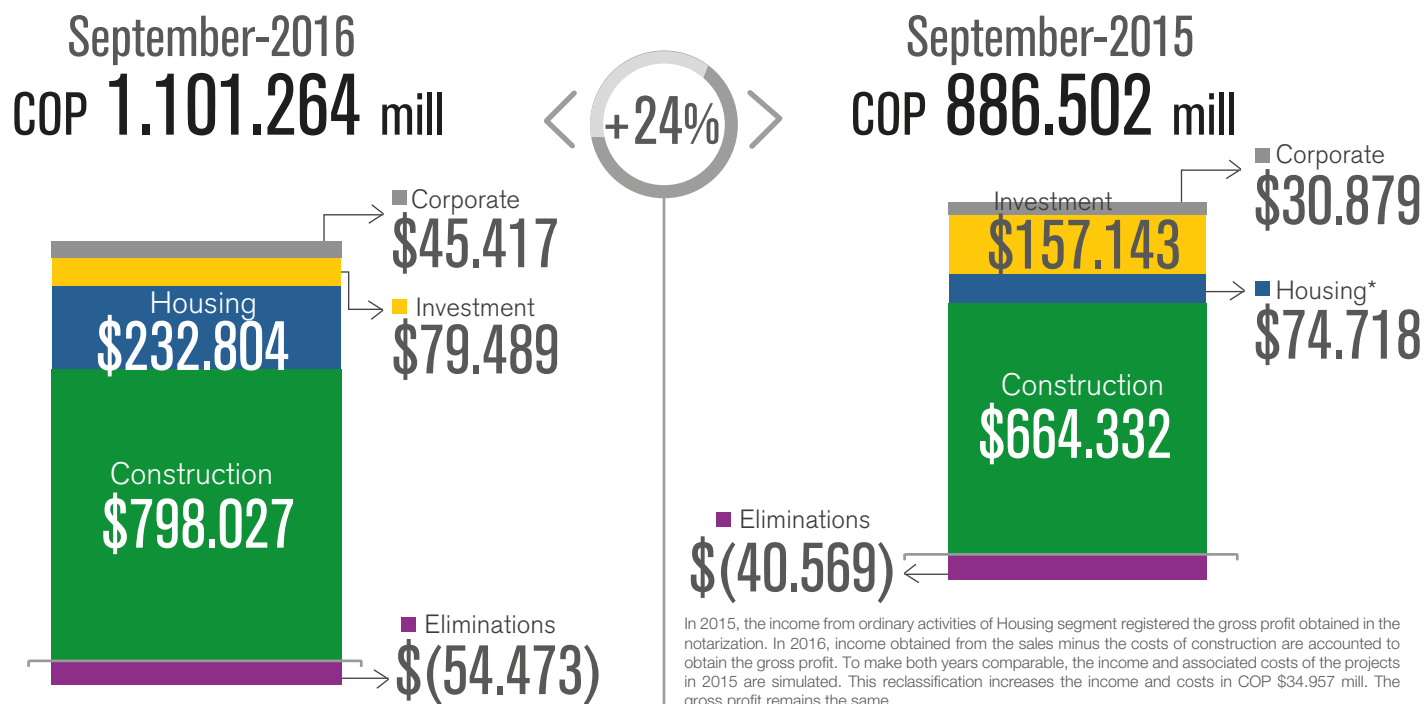 September-2016
COP 1.101.264 mill
Corporate
$45.417
Investment
$79.489
Housing
$232.804
Construction
$798.027
Eliminations
$(54.473)
+24%
September-2015
COP 886.502 mill
Corporate
$30.879
Investment
$157.143
Housing*
$74.718
Construction
$664.332
Eliminations
$(40.569)
In 2015, the income from ordinary activities of Housing segment registered the gross profit obtained in the
notarization. In 2016, income obtained from the sales minus the costs of construction are accounted to
obtain the gross profit. To make both years comparable, the income and associated costs of the projects
in 2015 are simulated. This reclassification increases the income and costs in COP $34.957 mill. The
gross profit remains the same.